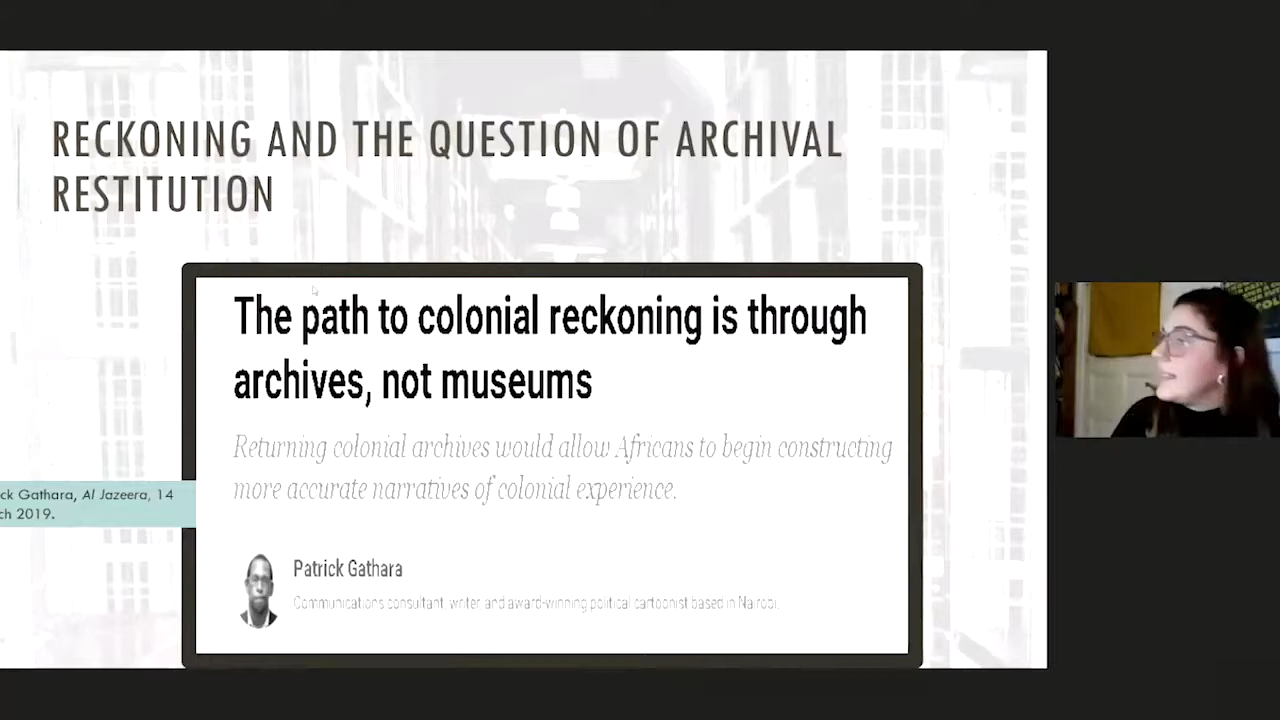 RECKONING AND THE QUESTION OF ARCHIVAL
RESTITUTION
The path to colonial reckoning is through
archives, not museums
Returning colonial archives would allow Africans to begin constructing
more accurate narratives of colonial experience.
ck Gathara, Al Jazeera, 14
ch 2019.
Patrick Gathara
Communications consultant, writer and award-winning political cartoonist based in Nairobi.